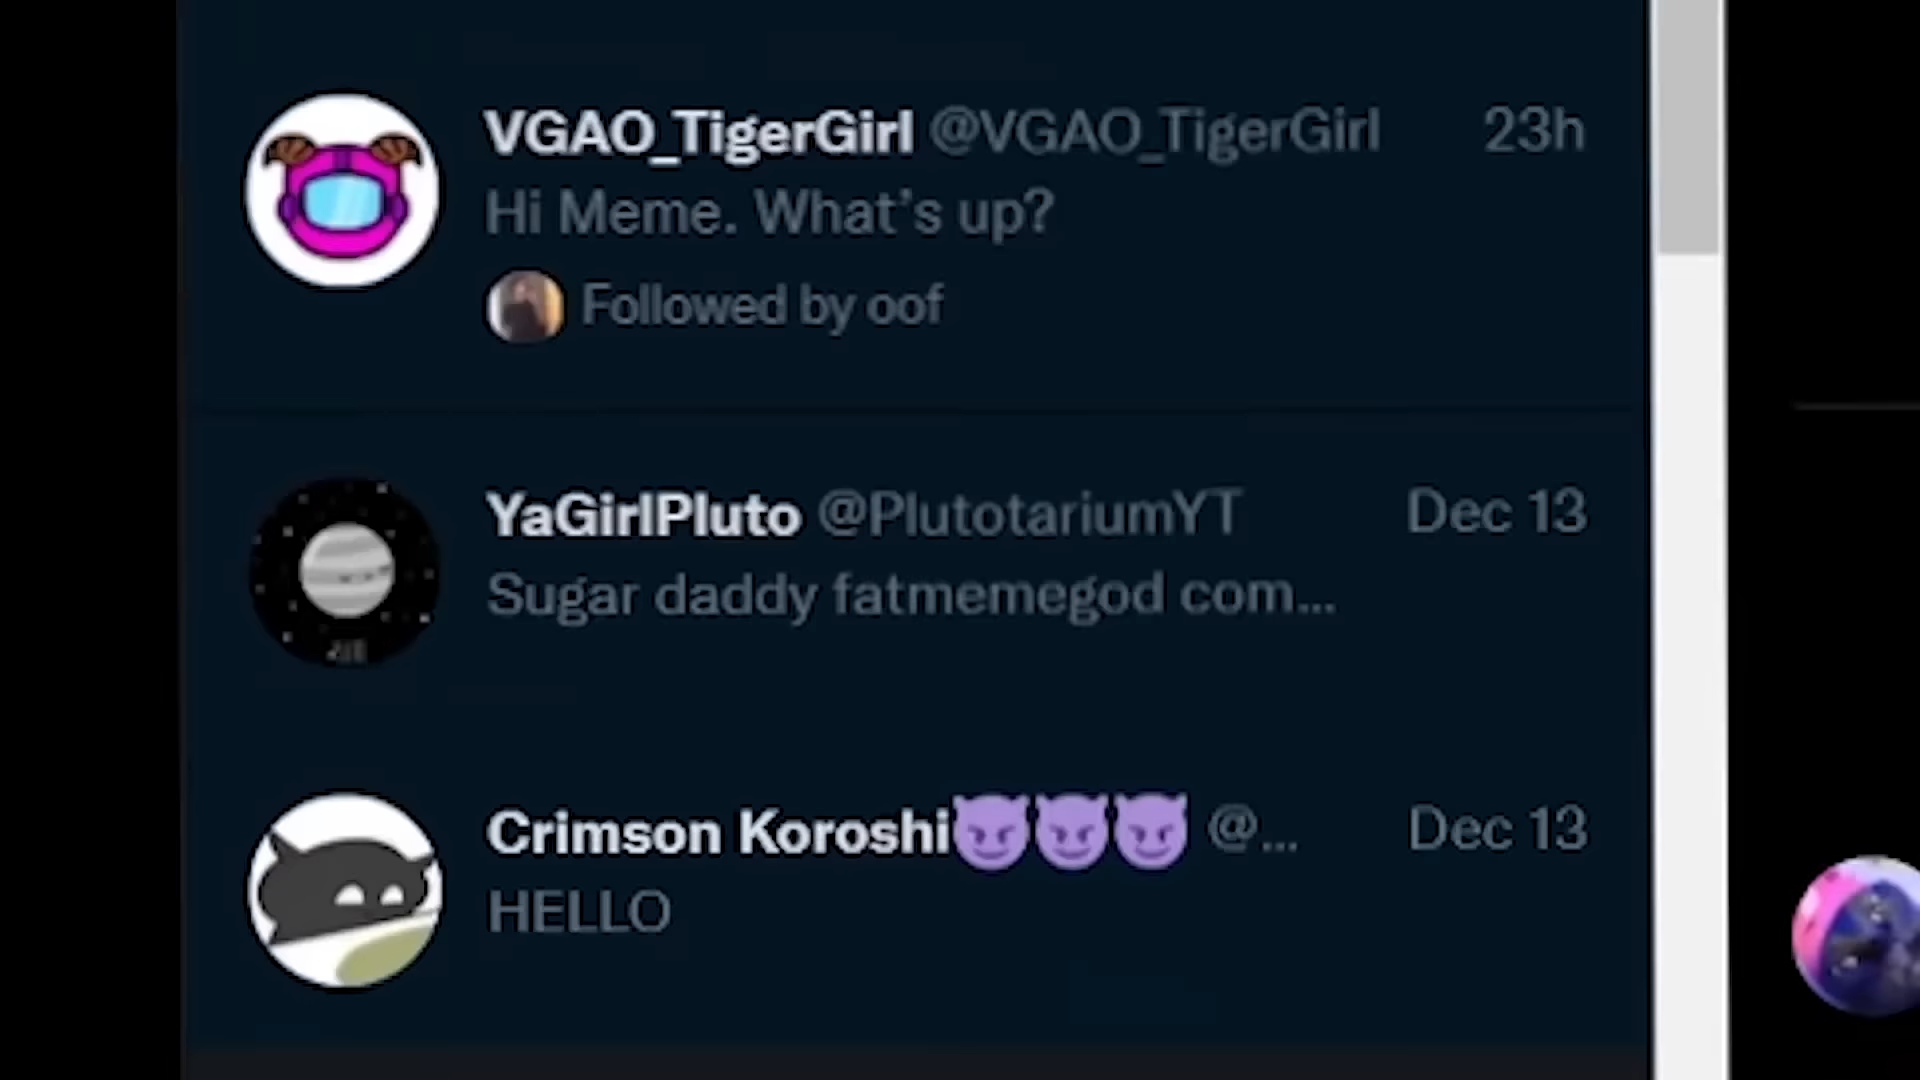 VGAO_TigerGirl @VGAO_TigerGirl 23h
Hi Meme. What's up?
Followed by oof
YaGirlPluto @PlutotariumYT Dec 13
Sugar daddy fatmemegod com...
Crimson Koroshi😈😈😈 @... Dec 13
HELLO